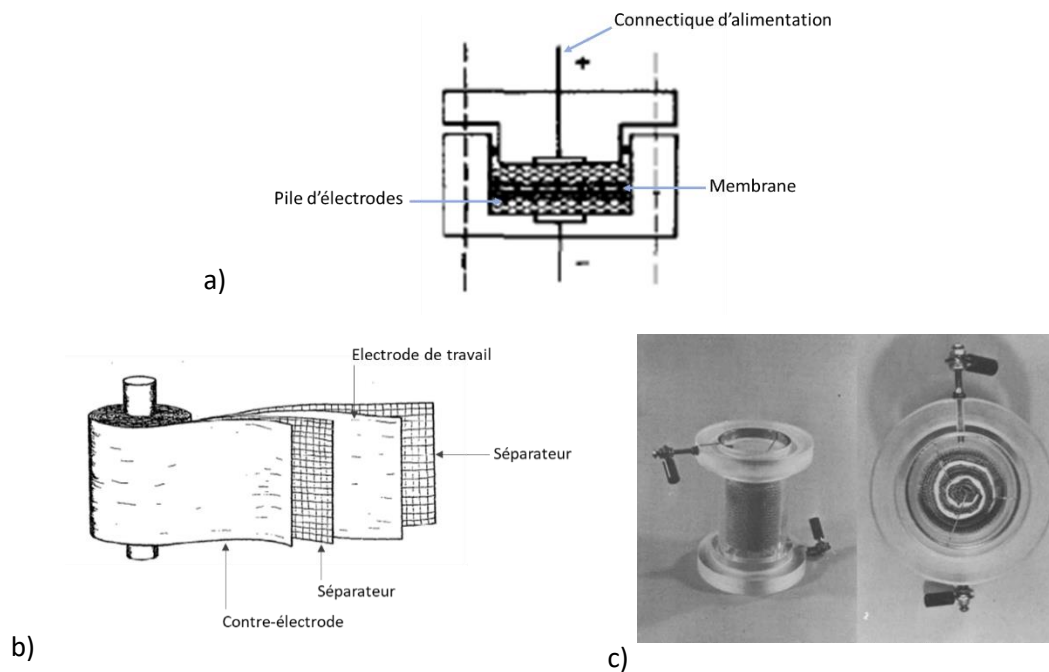 Connectique d'alimentation
+
Pile d'électrodes
Membrane
-
a)
Electrode de travail
Séparateur
Séparateur
Contre-électrode
b)
c)